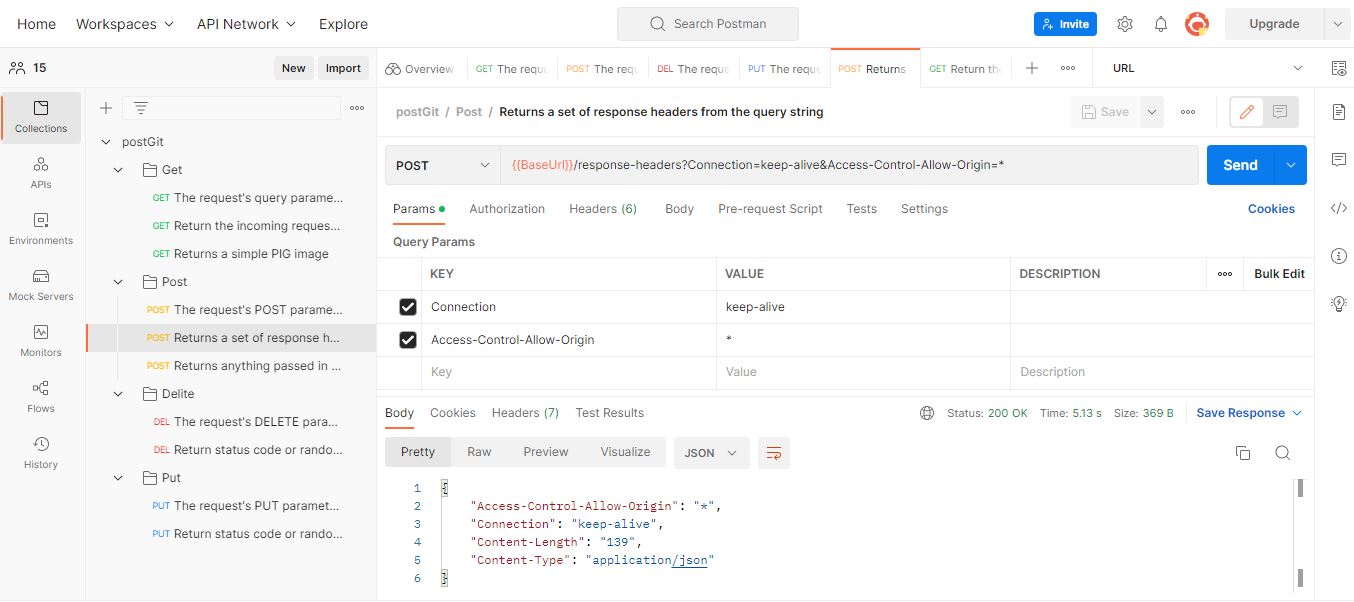 Home Workspaces API Network Explore Search Postman Invite Upgrade
15 New Import
Overview GET The reque POST The req DEL The reque PUT The reque POST Returns GET Return th URL
Collections
APIs
Environments
Mock Servers
Monitors
Flows
History
postGit
Get
GET The request's query parame...
GET Return the incoming reques...
GET Returns a simple PIG image
Post
POST The request's POST parame...
POST Returns a set of response h...
POST Returns anything passed in ...
Delite
DEL The request's DELETE para...
DEL Return status code or rando...
Put
PUT The request's PUT paramet...
PUT Return status code or rando...
postGit / Post / Returns a set of response headers from the query string Save
POST {{BaseUrl}}/response-headers?Connection=keep-alive&Access-Control-Allow-Origin=* Send
Params Authorization Headers (6) Body Pre-request Script Tests Settings Cookies
Query Params
KEY VALUE DESCRIPTION Bulk Edit
Connection keep-alive
Access-Control-Allow-Origin *
Key Value Description
Body Cookies Headers (7) Test Results Status: 200 OK Time: 5.13 s Size: 369 B Save Response
Pretty Raw Preview Visualize JSON
1 {
2 "Access-Control-Allow-Origin": "*",
3 "Connection": "keep-alive",
4 "Content-Length": "139",
5 "Content-Type": "application/json"
6 }